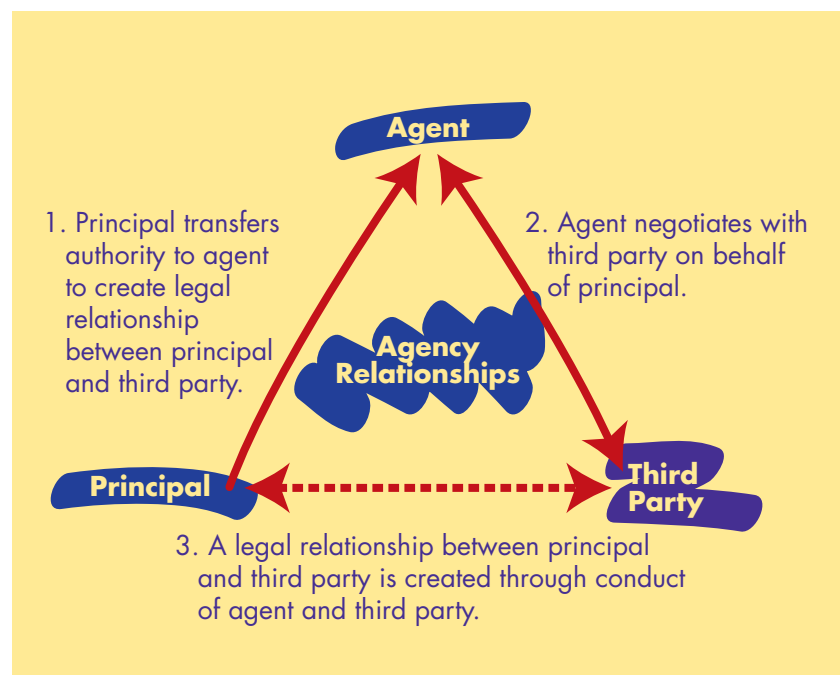 Agent
1. Principal transfers
authority to agent
to create legal
relationship
between principal
and third party.
2. Agent negotiates with
third party on behalf
of principal.
Agency
Relationships
Principal
Third
Party
3. A legal relationship between principal
and third party is created through conduct
of agent and third party.